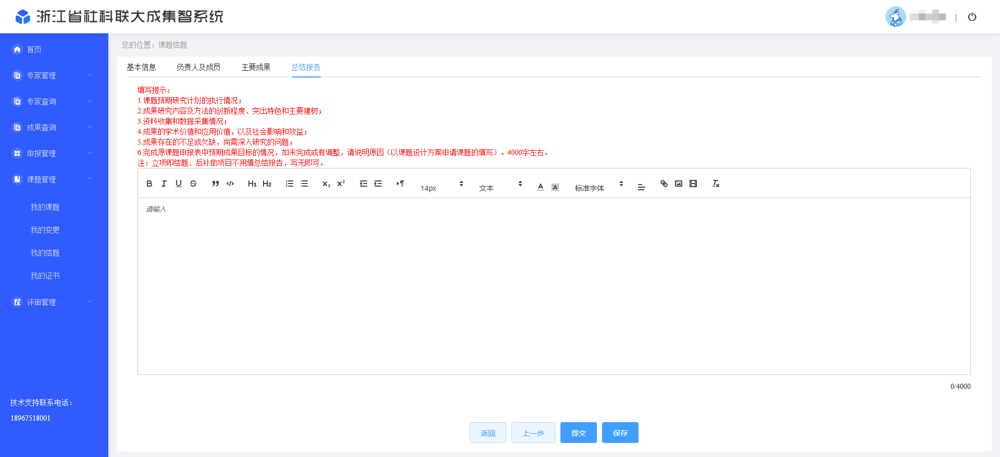 浙江省社科联大成集智系统
首页
专家管理
专家查询
成果查询
申报管理
课题管理
我的课题
我的变更
我的结题
我的证书
评审管理
技术支持联系电话：
18967518001
您的位置：课题结题
基本信息 负责人及成员 主要成果 总结报告
填写提示：
1.课题预期研究计划的执行情况；
2.成果研究内容及方法的创新程度、突出特色和主要建树；
3.资料收集和数据采集情况；
4.成果的学术价值和应用价值，以及社会影响和效益；
5.成果存在的不足或欠缺，尚需深入研究的问题；
6.完成原课题申报表中预期成果目标的情况，如未完成或有调整，请说明原因（以课题设计方案申请课题的填写）。4000字左右。
注：立项即结题、后补助项目不用填总结报告，写无即可。
B I U S H1 H2 X2 X2 14px 文本 A A 标准字体 Tx
请输入
0/4000
返回 上一步 提交 保存